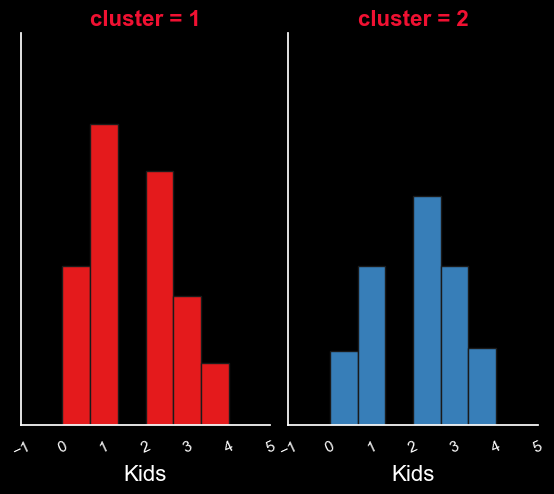 cluster = 1
cluster = 2
−1 0 1 2 3 4 5
−1 0 1 2 3 4 5
Kids
Kids